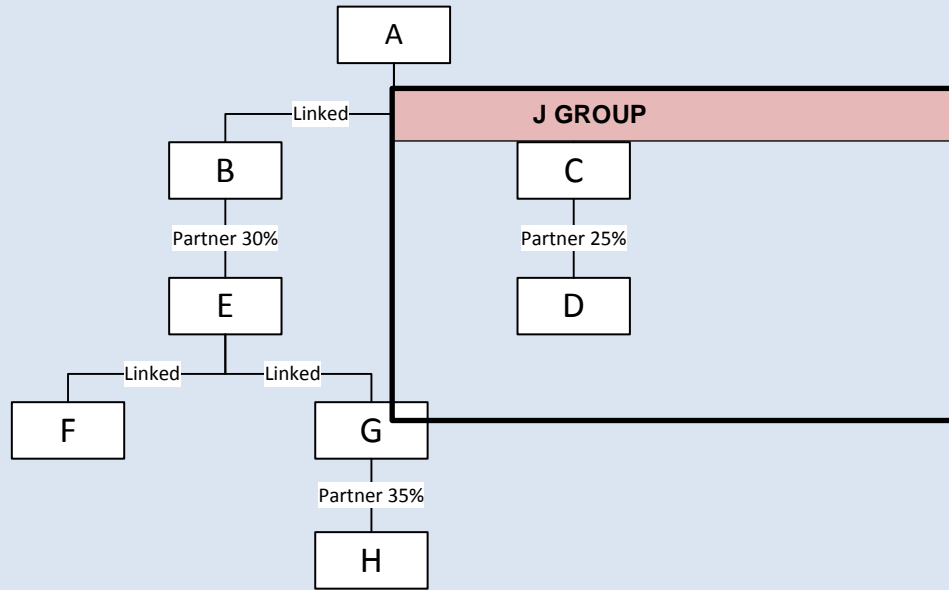 A
Linked
J GROUP
B
C
Partner 30%
Partner 25%
E
D
Linked
Linked
F
G
Partner 35%
H